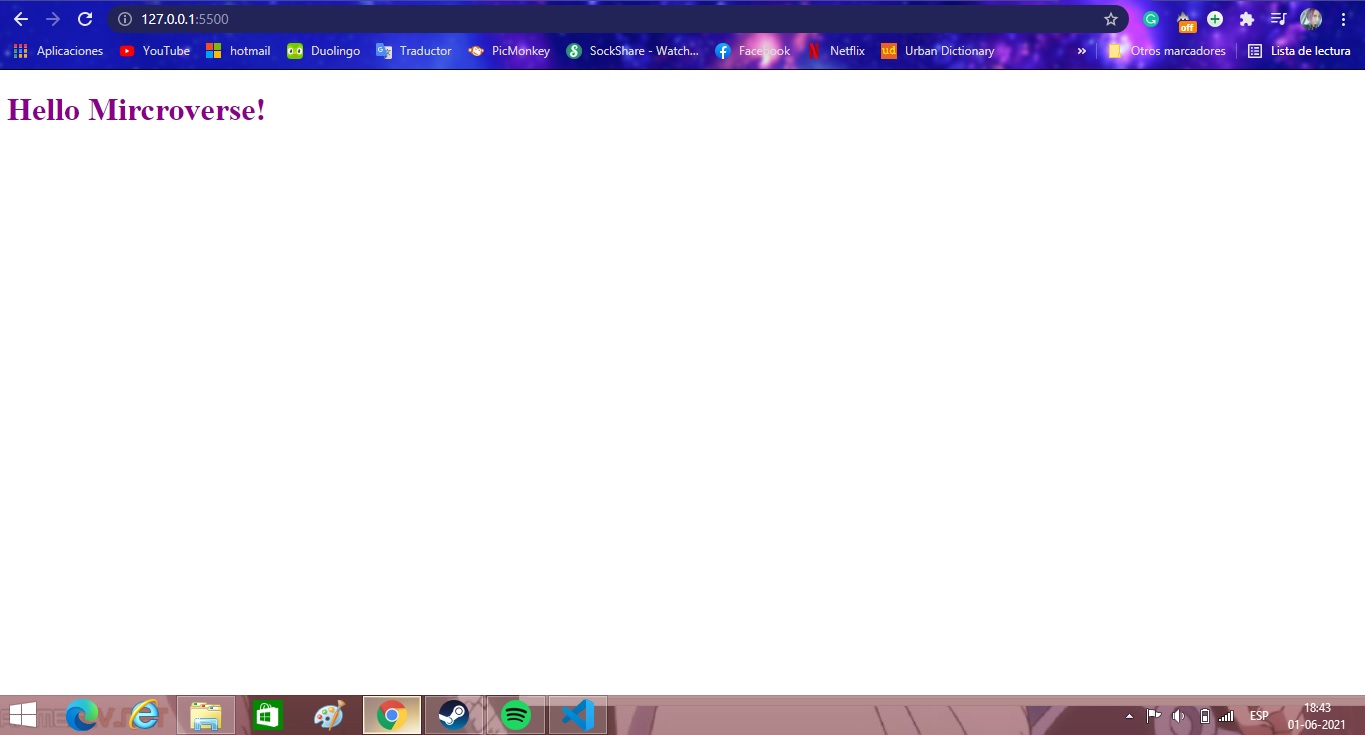 127.0.0.1:5500
off
Aplicaciones YouTube hotmail Duolingo Traductor PicMonkey SockShare - Watch... Facebook Netflix ud Urban Dictionary » Otros marcadores Lista de lectura
Hello Mircroverse!
ESP 18:43
01-06-2021